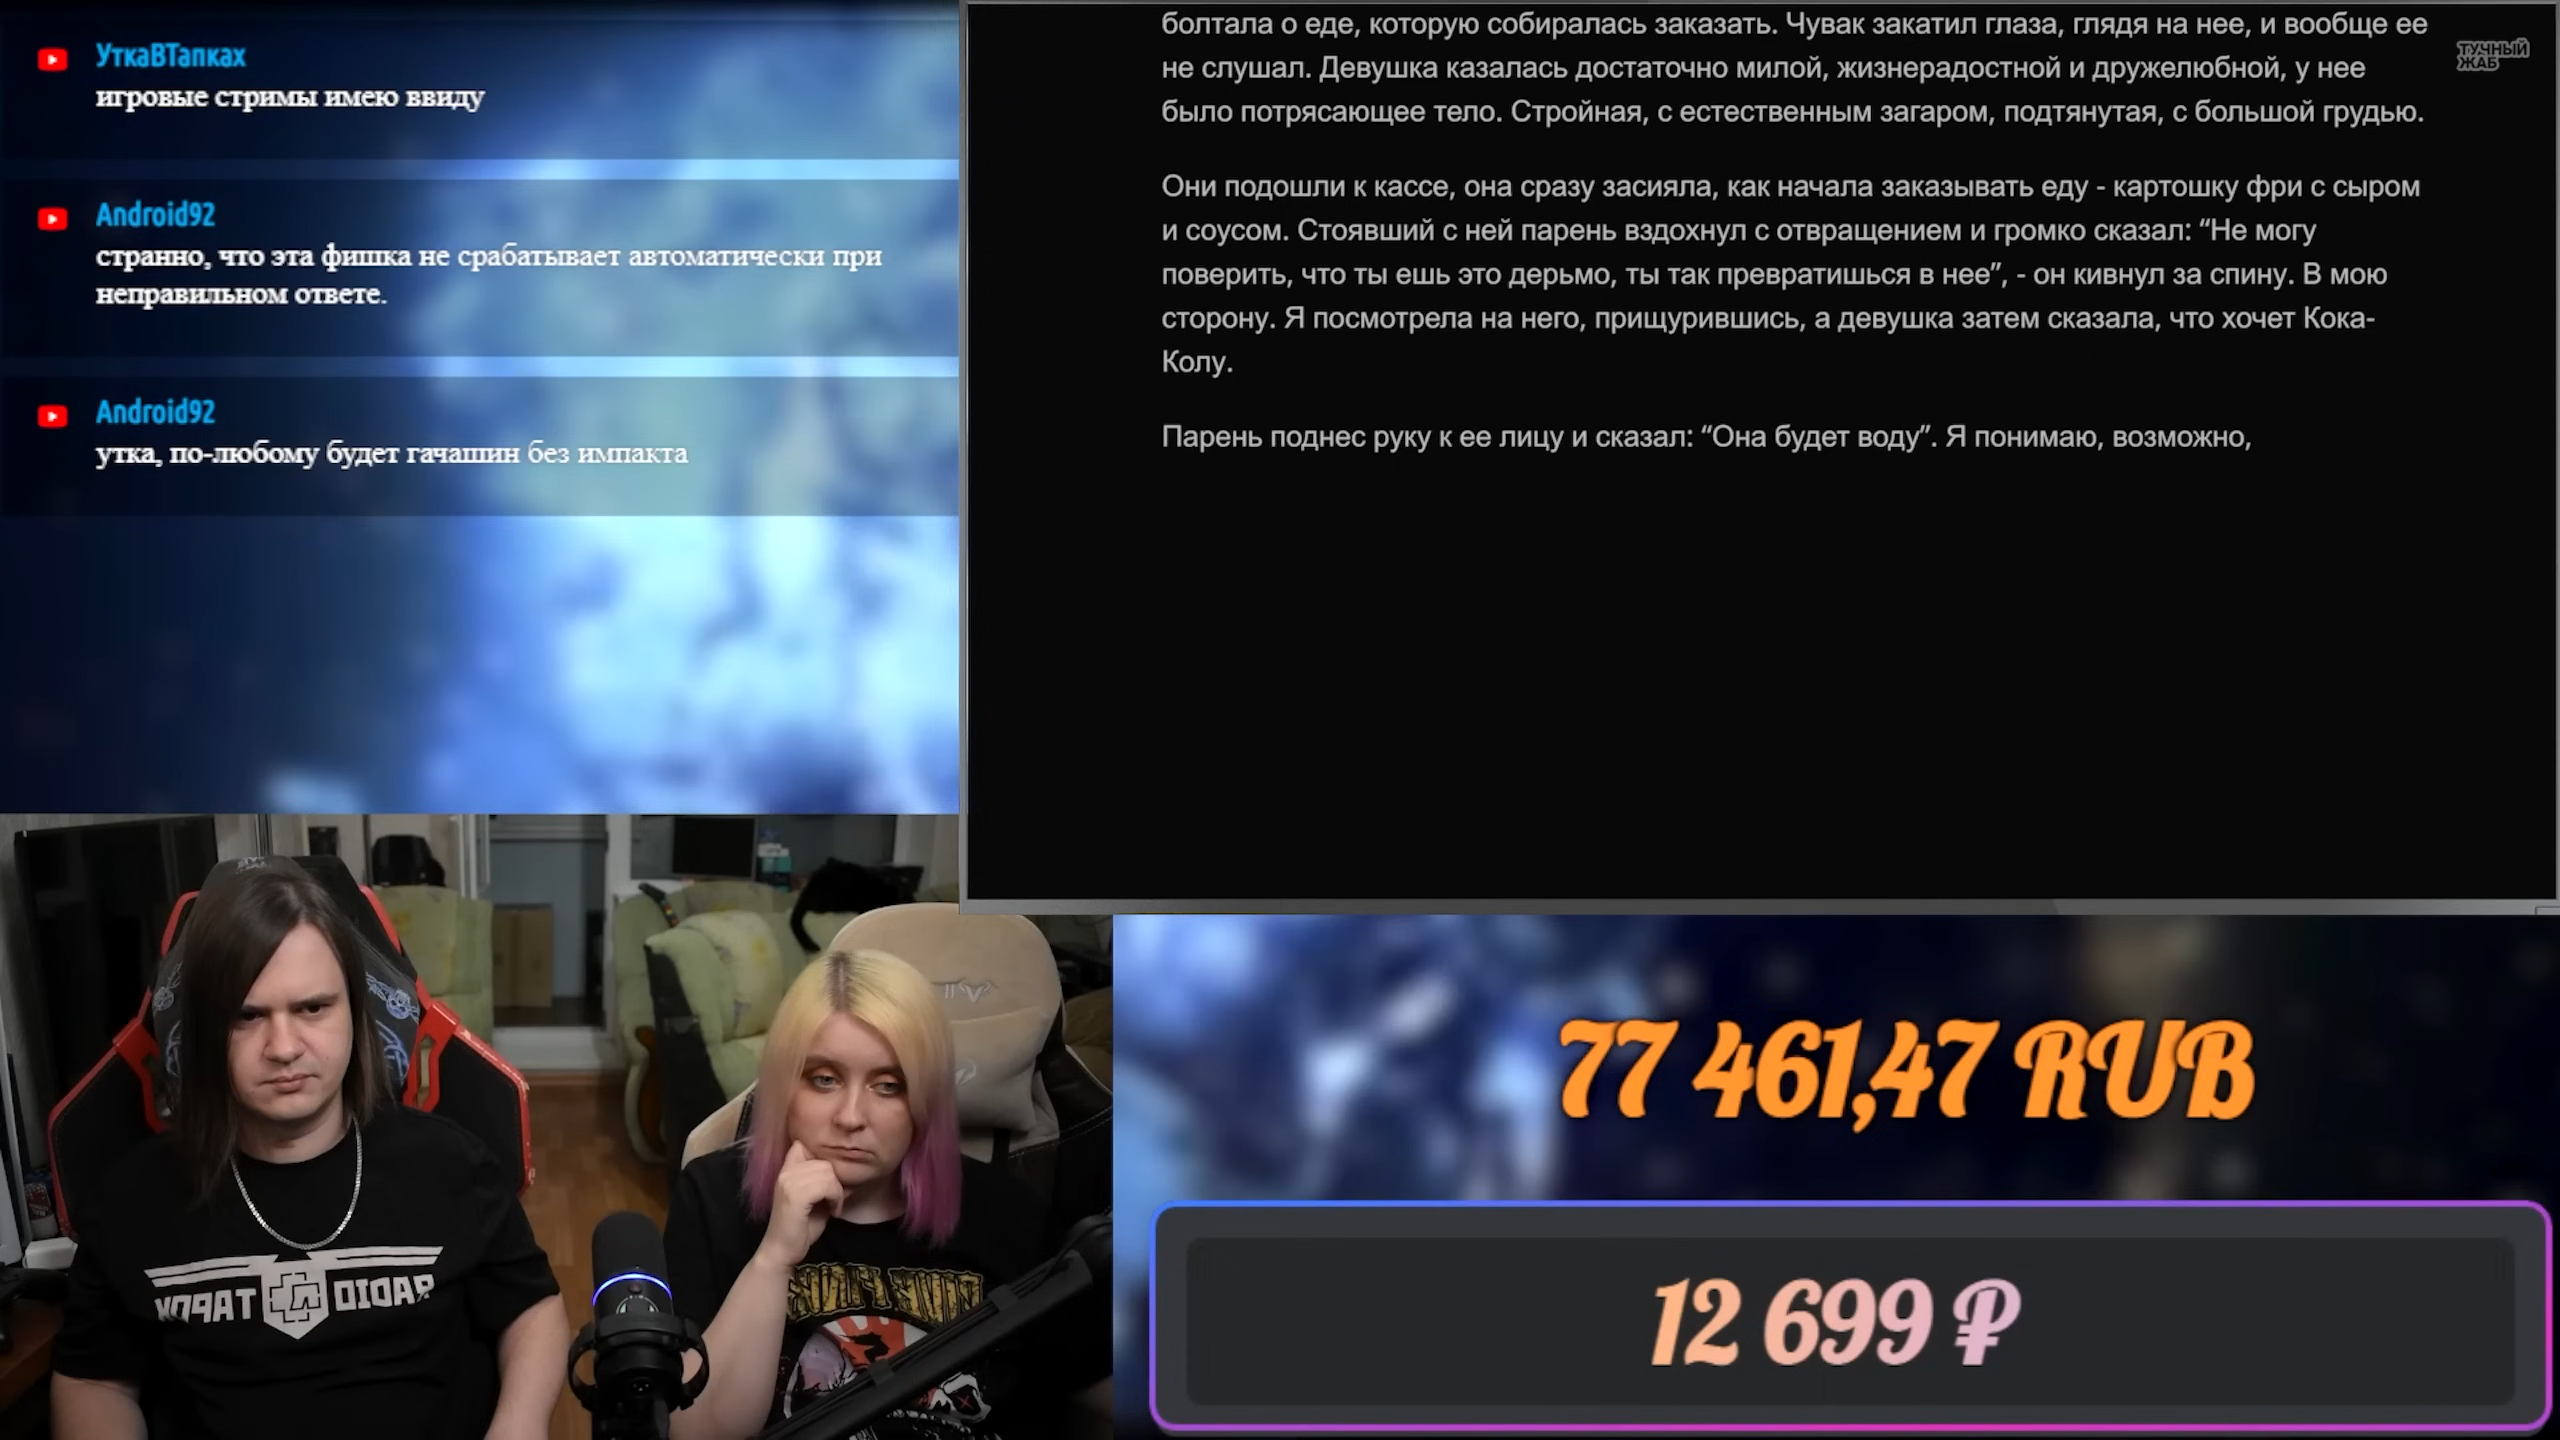 УткаВТапках
игровые стримы имею ввиду
Android92
странно, что эта фишка не срабатывает автоматически при
неправильном ответе.
Android92
утка, по-любому будет гачашин без импакта
болтала о еде, которую собиралась заказать. Чувак закатил глаза, глядя на нее, и вообще ее
не слушал. Девушка казалась достаточно милой, жизнерадостной и дружелюбной, у нее
было потрясающее тело. Стройная, с естественным загаром, подтянутая, с большой грудью.
Они подошли к кассе, она сразу засияла, как начала заказывать еду - картошку фри с сыром
и соусом. Стоявший с ней парень вздохнул с отвращением и громко сказал: “Не могу
поверить, что ты ешь это дерьмо, ты так превратишься в нее”, - он кивнул за спину. В мою
сторону. Я посмотрела на него, прищурившись, а девушка затем сказала, что хочет Кока-
Колу.
Парень поднес руку к ее лицу и сказал: “Она будет воду”. Я понимаю, возможно,
ТУЧНЫЙ
ЖАБ
77 461,47 RUB
12 699 ₽
RADIO TAPOK